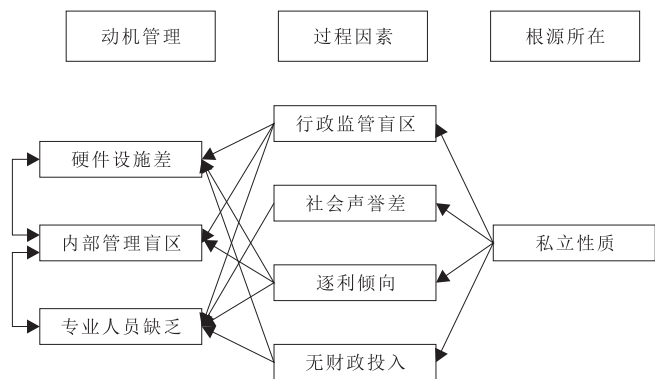 动机管理
过程因素
根源所在
行政监管盲区
硬件设施差
社会声誉差
内部管理盲区
私立性质
逐利倾向
专业人员缺乏
无财政投入